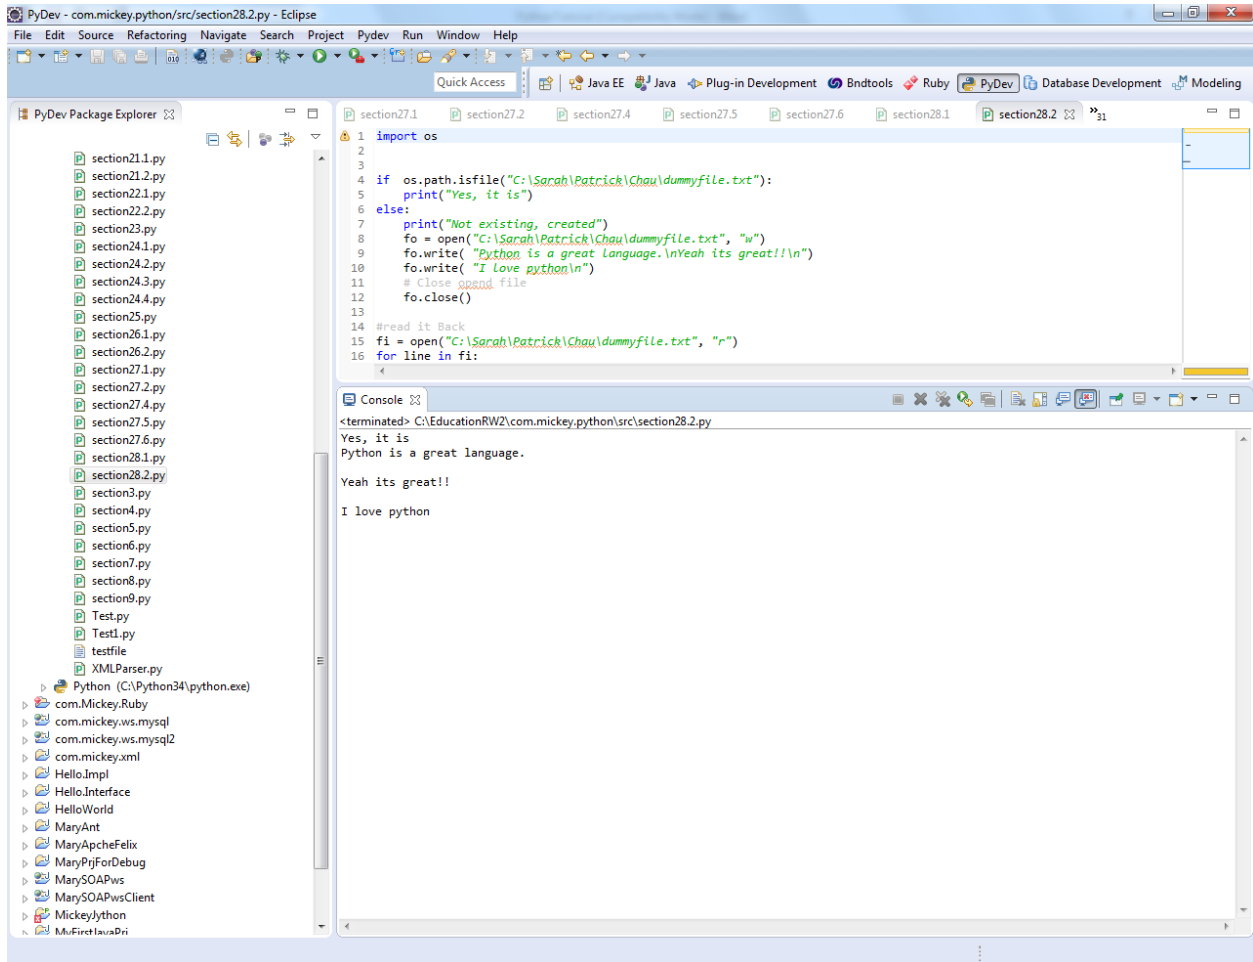 PyDev - com.mickey.python/src/section28.2.py - Eclipse
File Edit Source Refactoring Navigate Search Project Pydev Run Window Help
Quick Access Java EE Java Plug-in Development Bndtools Ruby PyDev Database Development Modeling
PyDev Package Explorer
section21.1.py
section21.2.py
section22.1.py
section22.2.py
section23.py
section24.1.py
section24.2.py
section24.3.py
section24.4.py
section25.py
section26.1.py
section26.2.py
section27.1.py
section27.2.py
section27.4.py
section27.5.py
section27.6.py
section28.1.py
section28.2.py
section3.py
section4.py
section5.py
section6.py
section7.py
section8.py
section9.py
Test.py
Test1.py
testfile
XMLParser.py
Python (C:\Python34\python.exe)
com.Mickey.Ruby
com.mickey.ws.mysql
com.mickey.ws.mysql2
com.mickey.xml
Hello.Impl
Hello.Interface
HelloWorld
MaryAnt
MaryApcheFelix
MaryPrjForDebug
MarySOAPws
MarySOAPwsClient
MickeyJython
MyFirstJavaPrj
section27.1 section27.2 section27.4 section27.5 section27.6 section28.1 section28.2 »31
1 import os
2
3
4 if os.path.isfile("C:\Sarah\Patrick\Chau\dummyfile.txt"):
5 print("Yes, it is")
6 else:
7 print("Not existing, created")
8 fo = open("C:\Sarah\Patrick\Chau\dummyfile.txt", "w")
9 fo.write( "Python is a great language.\nYeah its great!!\n")
10 fo.write( "I love python\n")
11 # Close opend file
12 fo.close()
13
14 #read it Back
15 fi = open("C:\Sarah\Patrick\Chau\dummyfile.txt", "r")
16 for line in fi:
Console
<terminated> C:\EducationRW2\com.mickey.python\src\section28.2.py
Yes, it is
Python is a great language.
Yeah its great!!
I love python